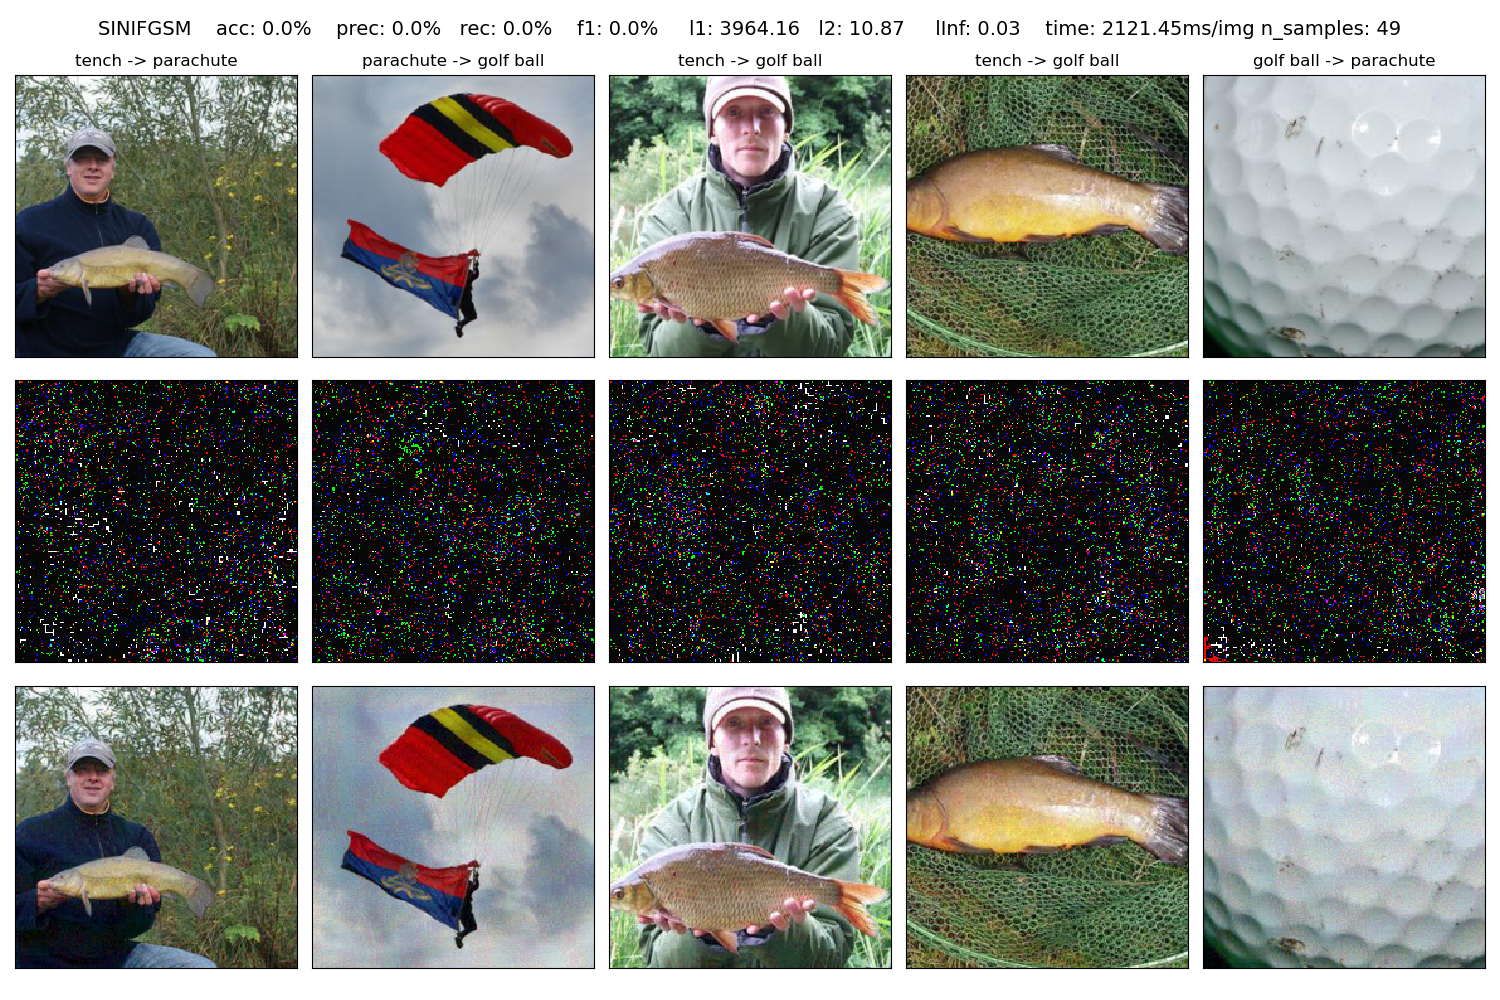 SINIFGSM acc: 0.0% prec: 0.0% rec: 0.0% f1: 0.0% l1: 3964.16 l2: 10.87 lInf: 0.03 time: 2121.45ms/img n_samples: 49
tench -> parachute
parachute -> golf ball
tench -> golf ball
tench -> golf ball
golf ball -> parachute